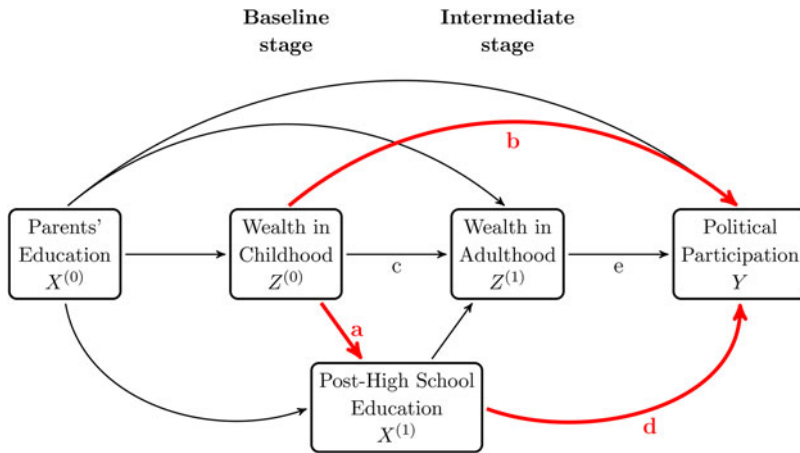 Baseline
stage
Intermediate
stage
b
Parents'
Education
X(0)
Wealth in
Childhood
Z(0)
c
Wealth in
Adulthood
Z(1)
e
Political
Participation
Y
a
Post-High School
Education
X(1)
d